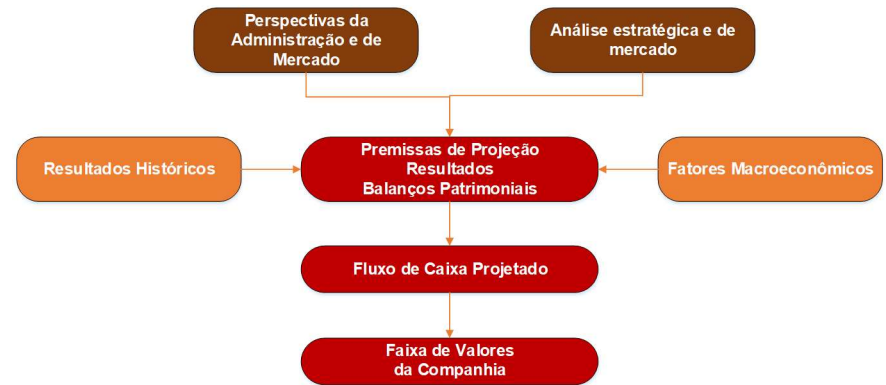 Perspectivas da
Administração e de
Mercado
Análise estratégica e de
mercado
Resultados Históricos
Premissas de Projeção
Resultados
Balanços Patrimoniais
Fatores Macroeconômicos
Fluxo de Caixa Projetado
Faixa de Valores
da Companhia